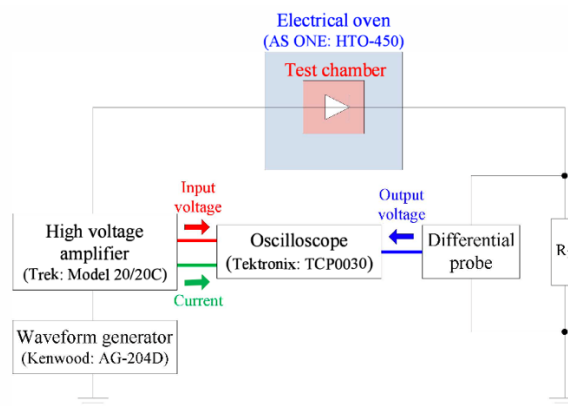 Electrical oven
(AS ONE: HTO-450)
Test chamber
Input
voltage
Output
voltage
High voltage
amplifier
(Trek: Model 20/20C)
Oscilloscope
(Tektronix: TCP0030)
Differential
probe
R
Current
Waveform generator
(Kenwood: AG-204D)